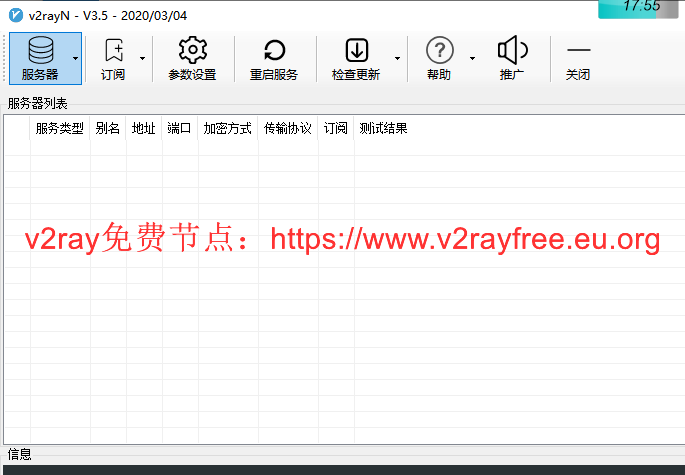 v2rayN - V3.5 - 2020/03/04
17:55
服务器 订阅 参数设置 重启服务 检查更新 帮助 推广 关闭
服务器列表
服务类型 别名 地址 端口 加密方式 传输协议 订阅 测试结果
v2ray免费节点：https://www.v2rayfree.eu.org
信息